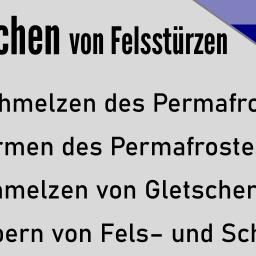 chen von Felsstürzen
hmelzen des Permafro
rmen des Permafroste
hmelzen von Gletscher
bern von Fels– und Sch